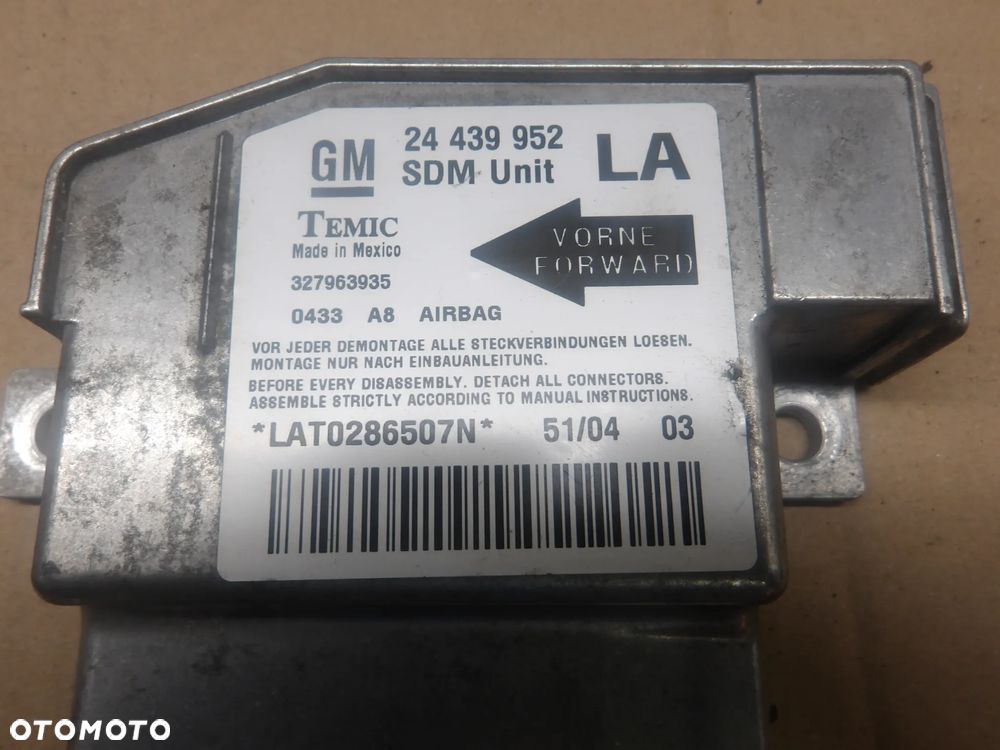 GM
24 439 952
SDM Unit
LA
TEMIC
Made in Mexico
327963935
VORNE
FORWARD
0433 A8 AIRBAG
VOR JEDER DEMONTAGE ALLE STECKVERBINDUNGEN LOESEN.
MONTAGE NUR NACH EINBAUANLEITUNG.
BEFORE EVERY DISASSEMBLY. DETACH ALL CONNECTORS.
ASSEMBLE STRICTLY ACCORDING TO MANUAL INSTRUCTIONS.
*LAT0286507N* 51/04 03
OTOMOTO